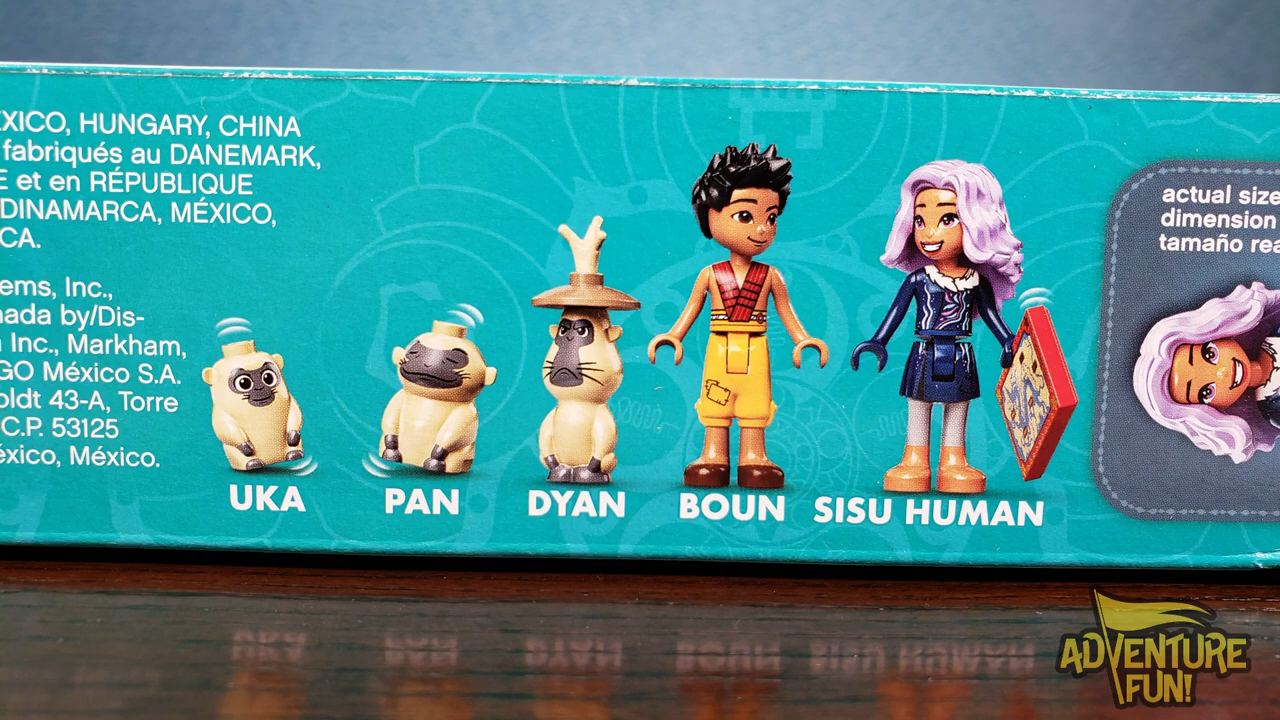 XICO, HUNGARY, CHINA
fabriqués au DANEMARK,
E et en RÉPUBLIQUE
DINAMARCA, MÉXICO,
CA.
ems, Inc.,
nada by/Dis-
n Inc., Markham,
GO México S.A.
oldt 43-A, Torre
C.P. 53125
éxico, México.
UKA
PAN
DYAN
BOUN
SISU HUMAN
actual size
dimension
tamaño rea
ADVENTURE
FUN!